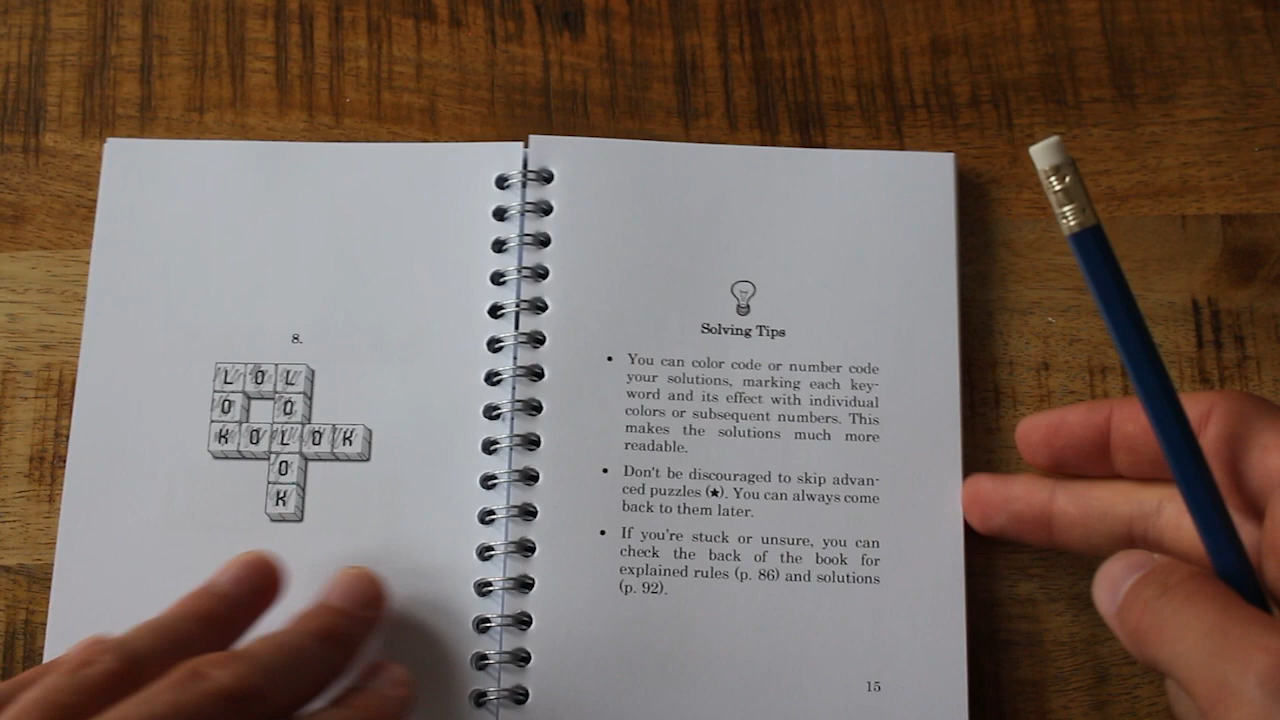 8.
L O L
O O
K O L O K
O
K
Solving Tips
• You can color code or number code
your solutions, marking each key-
word and its effect with individual
colors or subsequent numbers. This
makes the solutions much more
readable.
• Don't be discouraged to skip advan-
ced puzzles (★). You can always come
back to them later.
• If you're stuck or unsure, you can
check the back of the book for
explained rules (p. 86) and solutions
(p. 92).
15